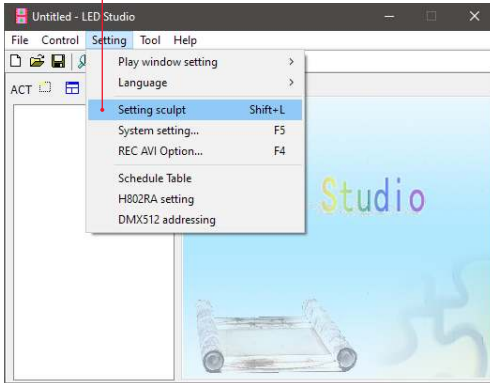 Untitled - LED Studio
File Control Setting Tool Help
ACT
Play window setting
Language
Setting sculpt Shift+L
System setting... F5
REC AVI Option... F4
Schedule Table
H802RA setting
DMX512 addressing
Studio